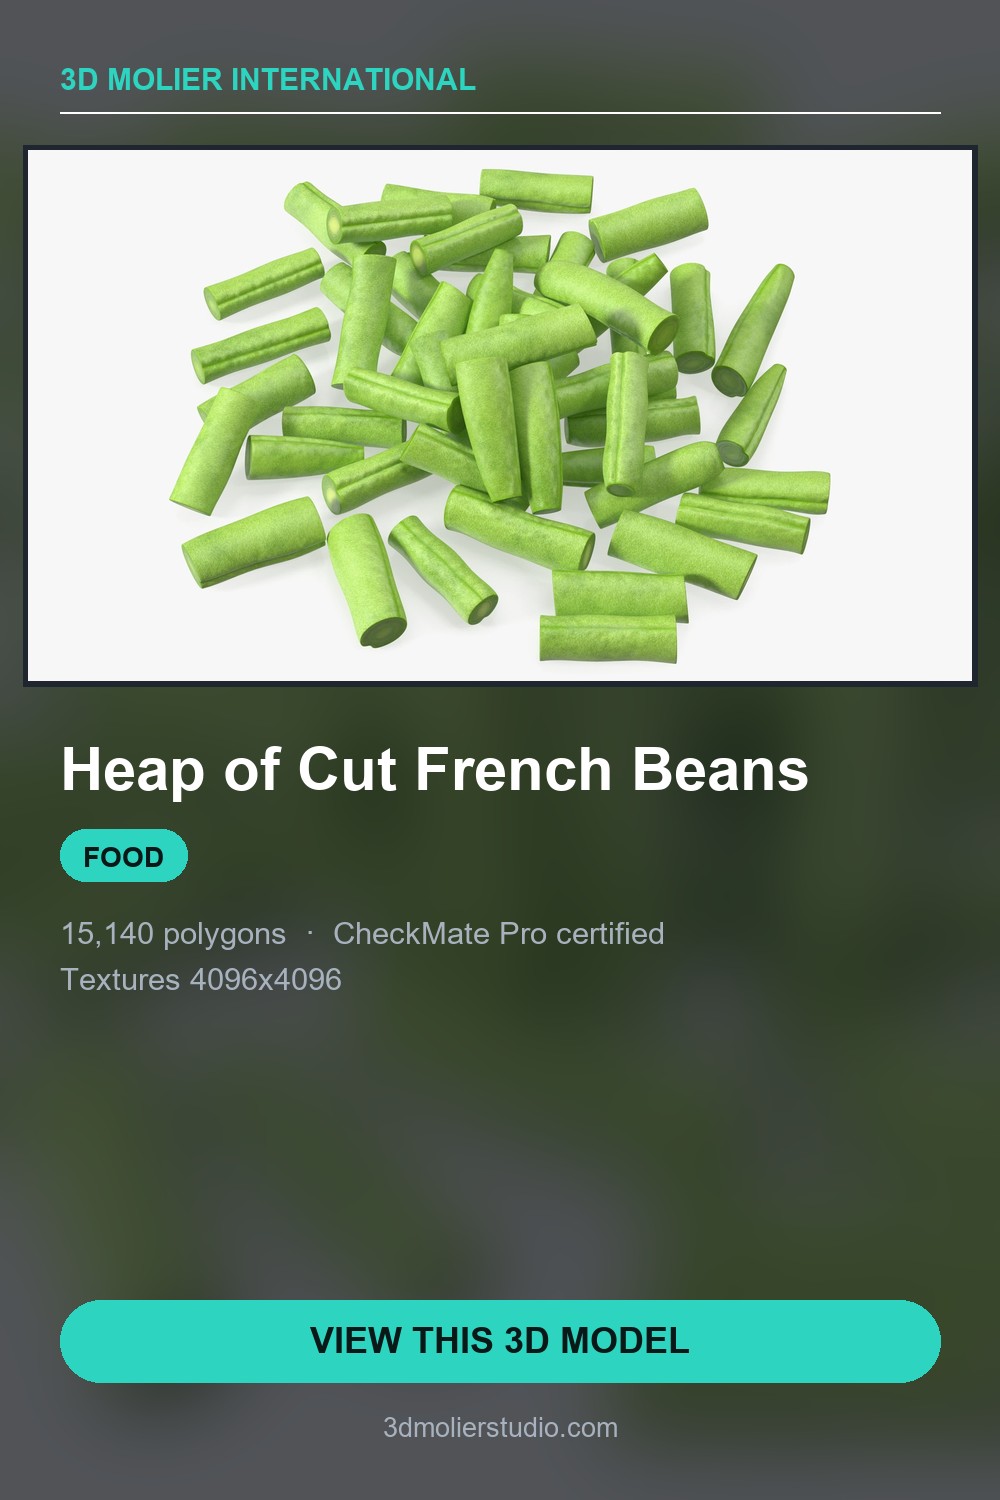 3D MOLIER INTERNATIONAL
Heap of Cut French Beans
FOOD
15,140 polygons · CheckMate Pro certified
Textures 4096x4096
VIEW THIS 3D MODEL
3dmolierstudio.com